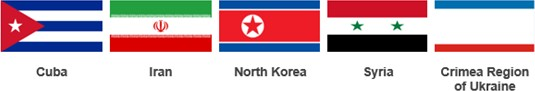 Cuba
Iran
North Korea
Syria
Crimea Region
of Ukraine